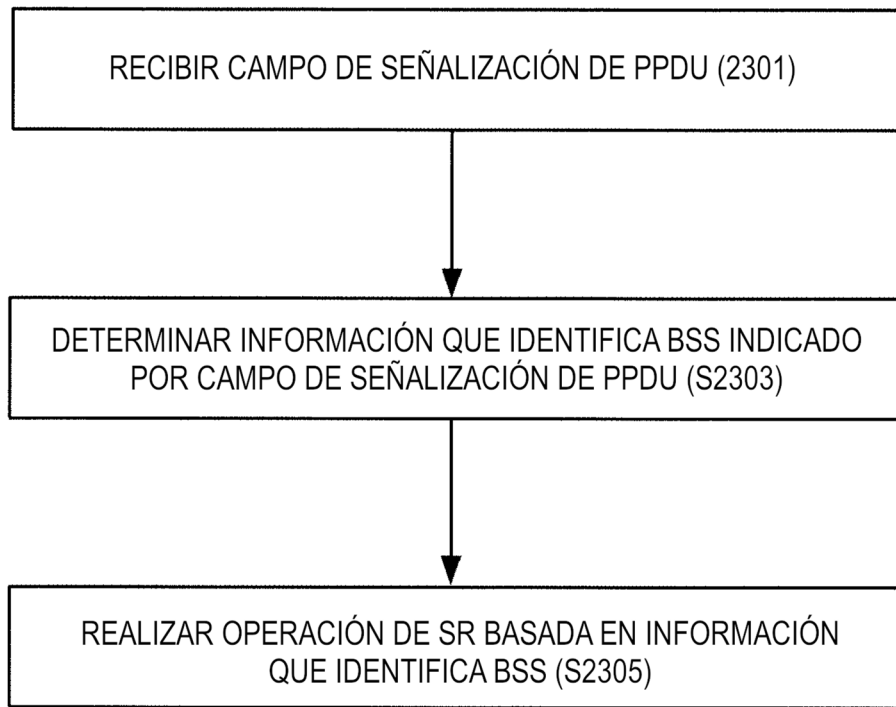 RECIBIR CAMPO DE SEÑALIZACIÓN DE PPDU (2301)
DETERMINAR INFORMACIÓN QUE IDENTIFICA BSS INDICADO
POR CAMPO DE SEÑALIZACIÓN DE PPDU (S2303)
REALIZAR OPERACIÓN DE SR BASADA EN INFORMACIÓN
QUE IDENTIFICA BSS (S2305)